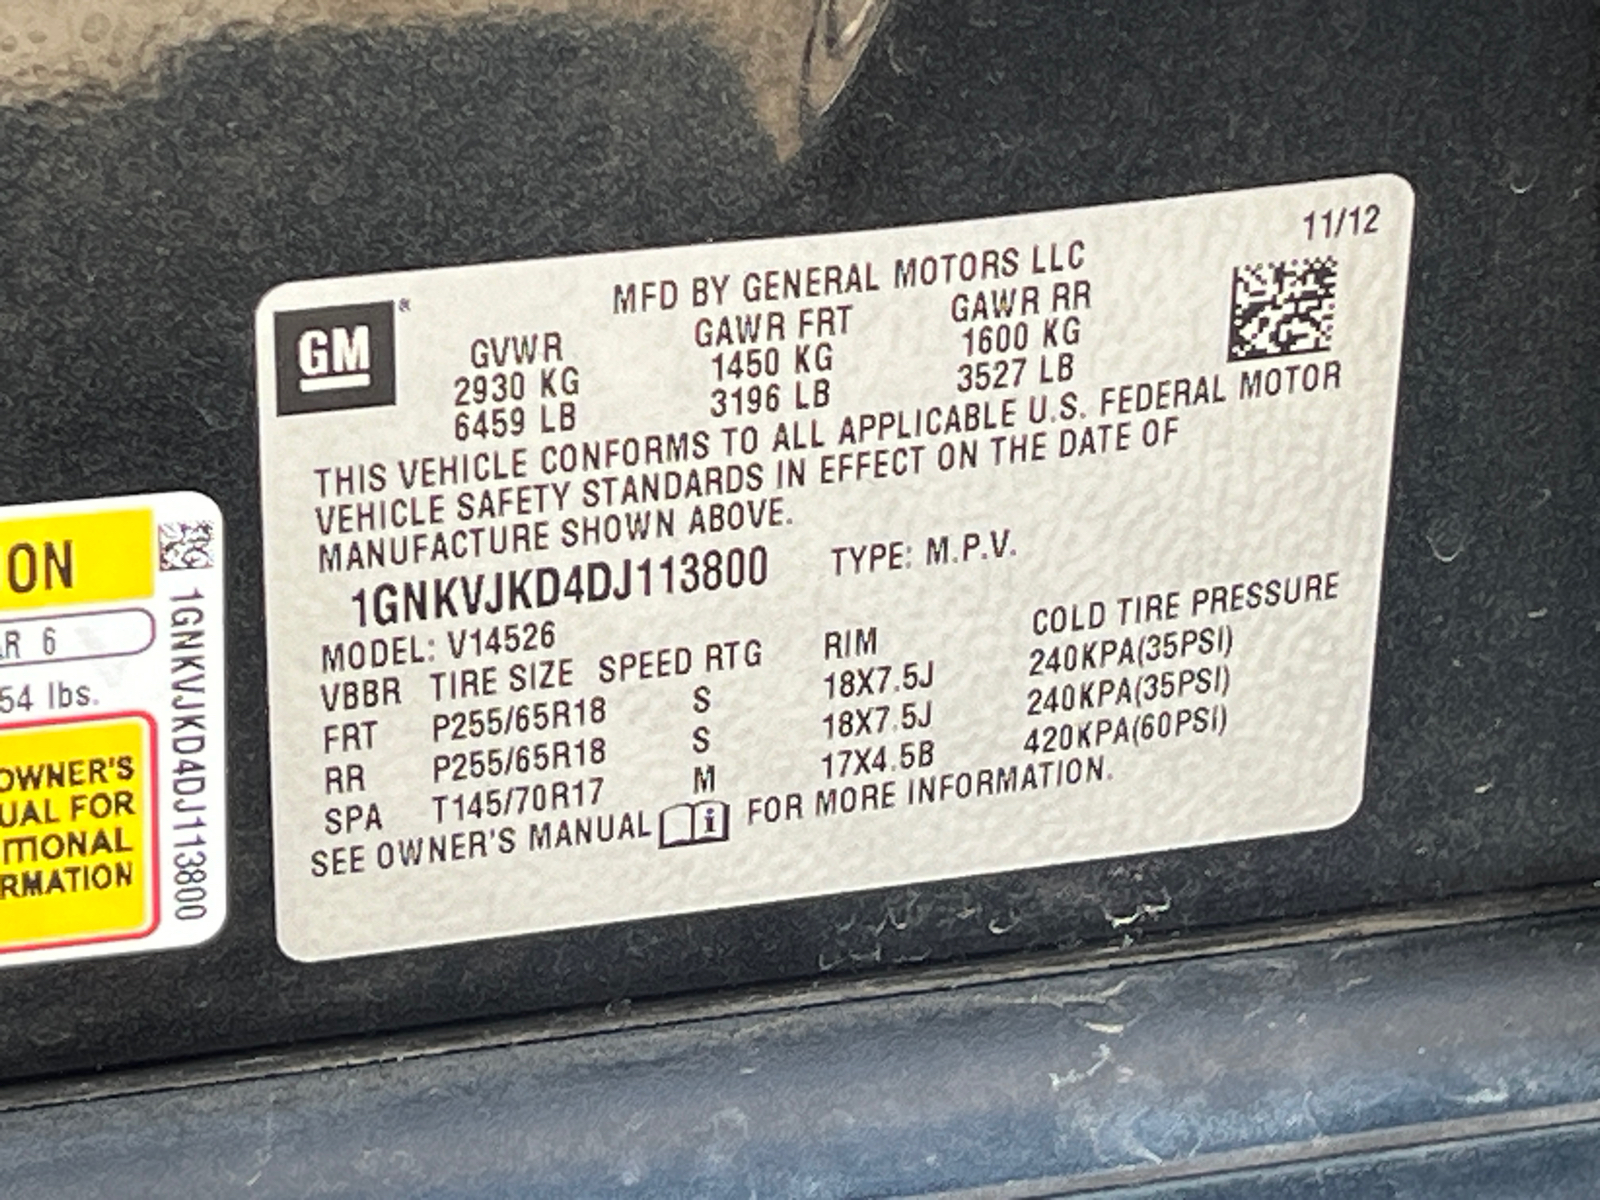 11/12
MFD BY GENERAL MOTORS LLC
GM ®
GVWR GAWR FRT GAWR RR
2930 KG 1450 KG 1600 KG
6459 LB 3196 LB 3527 LB
THIS VEHICLE CONFORMS TO ALL APPLICABLE U.S. FEDERAL MOTOR
VEHICLE SAFETY STANDARDS IN EFFECT ON THE DATE OF
MANUFACTURE SHOWN ABOVE.
1GNKVJKD4DJ113800 TYPE: M.P.V.
MODEL: V14526
VBBR TIRE SIZE SPEED RTG RIM COLD TIRE PRESSURE
FRT P255/65R18 S 18X7.5J 240KPA(35PSI)
RR P255/65R18 S 18X7.5J 240KPA(35PSI)
SPA T145/70R17 M 17X4.5B 420KPA(60PSI)
SEE OWNER'S MANUAL i FOR MORE INFORMATION.
ON
AR 6
54 lbs.
OWNER'S
UAL FOR
ITIONAL
RMATION
1GNKVJKD4DJ113800